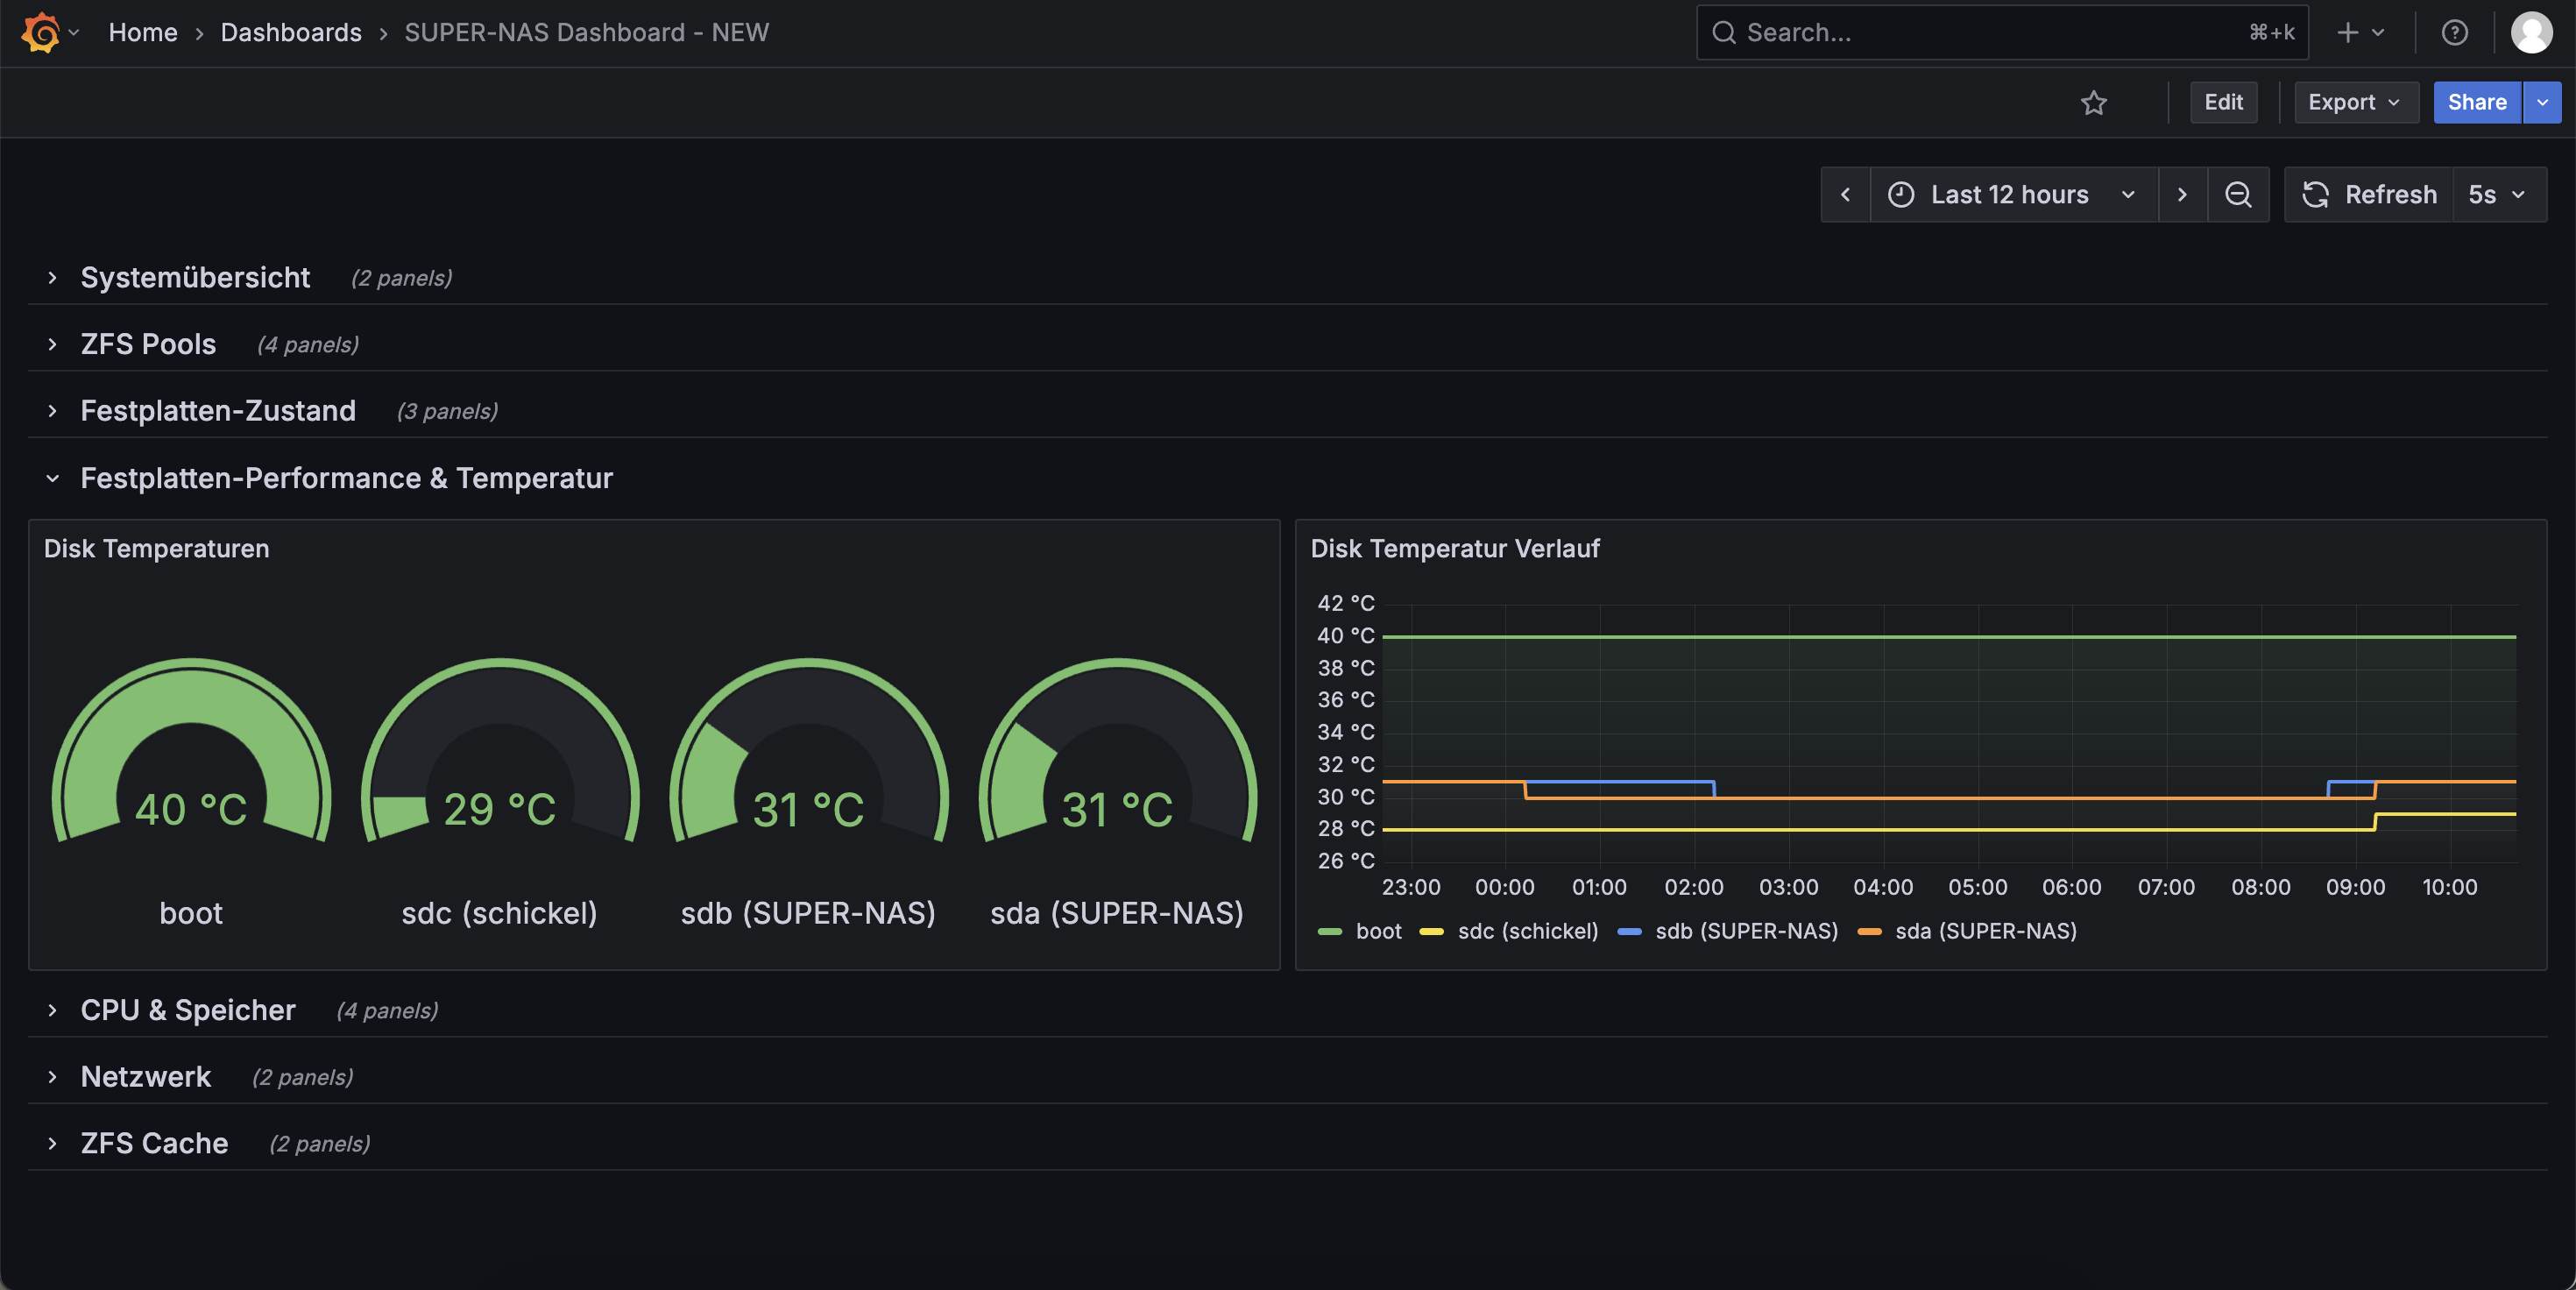 Home › Dashboards › SUPER-NAS Dashboard - NEW
Search...
⌘+k
Edit
Export
Share
Last 12 hours
Refresh
5s
Systemübersicht (2 panels)
ZFS Pools (4 panels)
Festplatten-Zustand (3 panels)
Festplatten-Performance & Temperatur
Disk Temperaturen
40 °C
29 °C
31 °C
31 °C
boot
sdc (schickel)
sdb (SUPER-NAS)
sda (SUPER-NAS)
Disk Temperatur Verlauf
42 °C
40 °C
38 °C
36 °C
34 °C
32 °C
30 °C
28 °C
26 °C
23:00 00:00 01:00 02:00 03:00 04:00 05:00 06:00 07:00 08:00 09:00 10:00
boot sdc (schickel) sdb (SUPER-NAS) sda (SUPER-NAS)
CPU & Speicher (4 panels)
Netzwerk (2 panels)
ZFS Cache (2 panels)